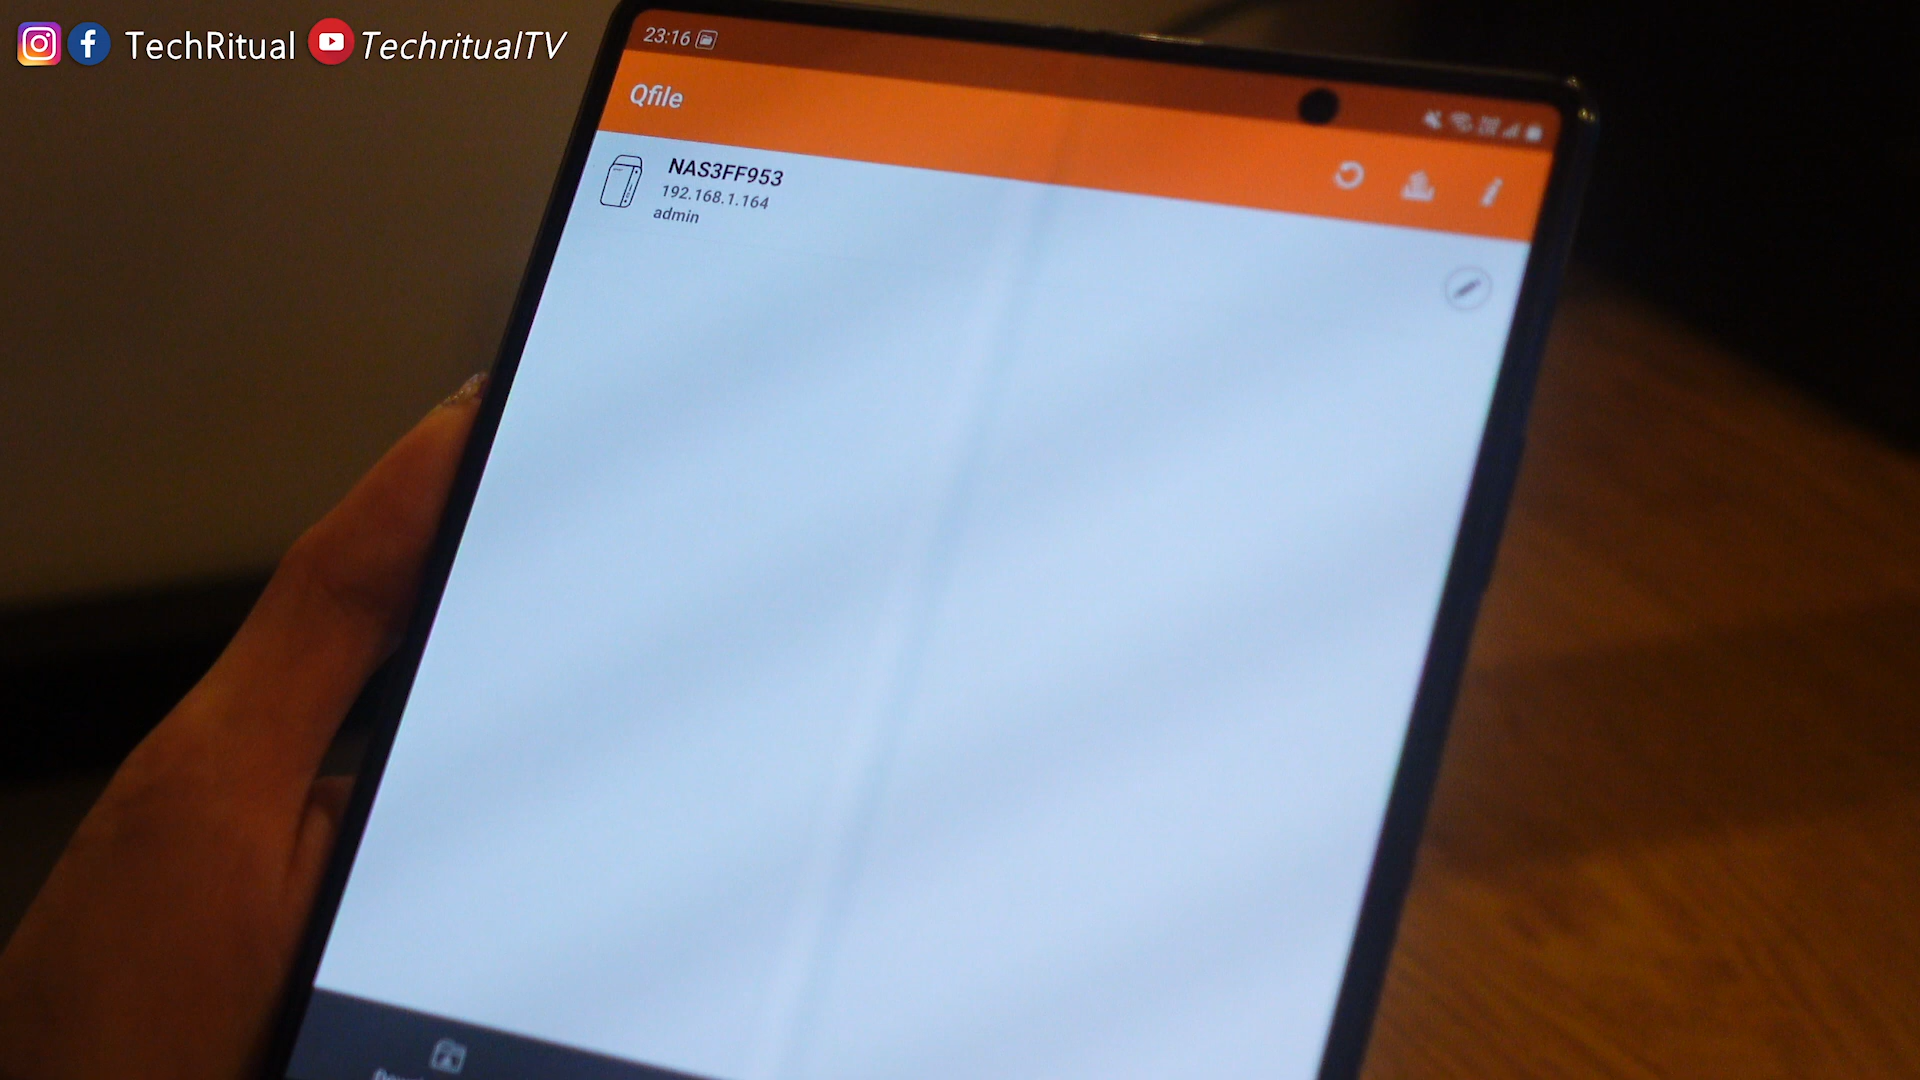 TechRitual TechritualTV
23:16
Qfile
NAS3FF953
192.168.1.164
admin